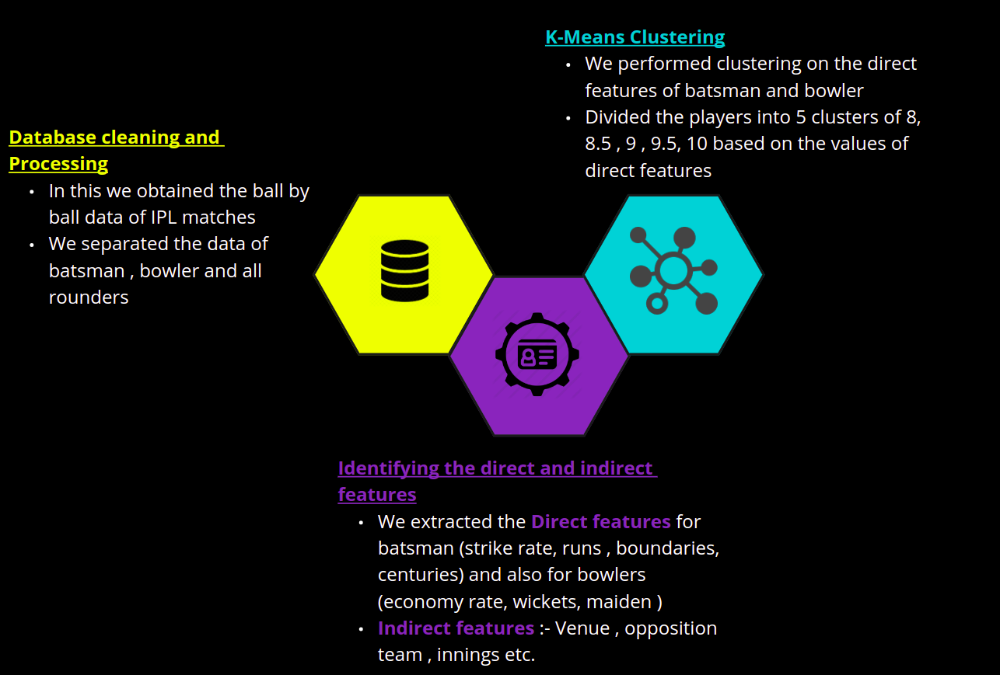 Database cleaning and
Processing
• In this we obtained the ball by
ball data of IPL matches
• We separated the data of
batsman , bowler and all
rounders
Identifying the direct and indirect
features
• We extracted the Direct features for
batsman (strike rate, runs , boundaries,
centuries) and also for bowlers
(economy rate, wickets, maiden )
• Indirect features :- Venue , opposition
team , innings etc.
K-Means Clustering
• We performed clustering on the direct
features of batsman and bowler
• Divided the players into 5 clusters of 8,
8.5 , 9 , 9.5, 10 based on the values of
direct features